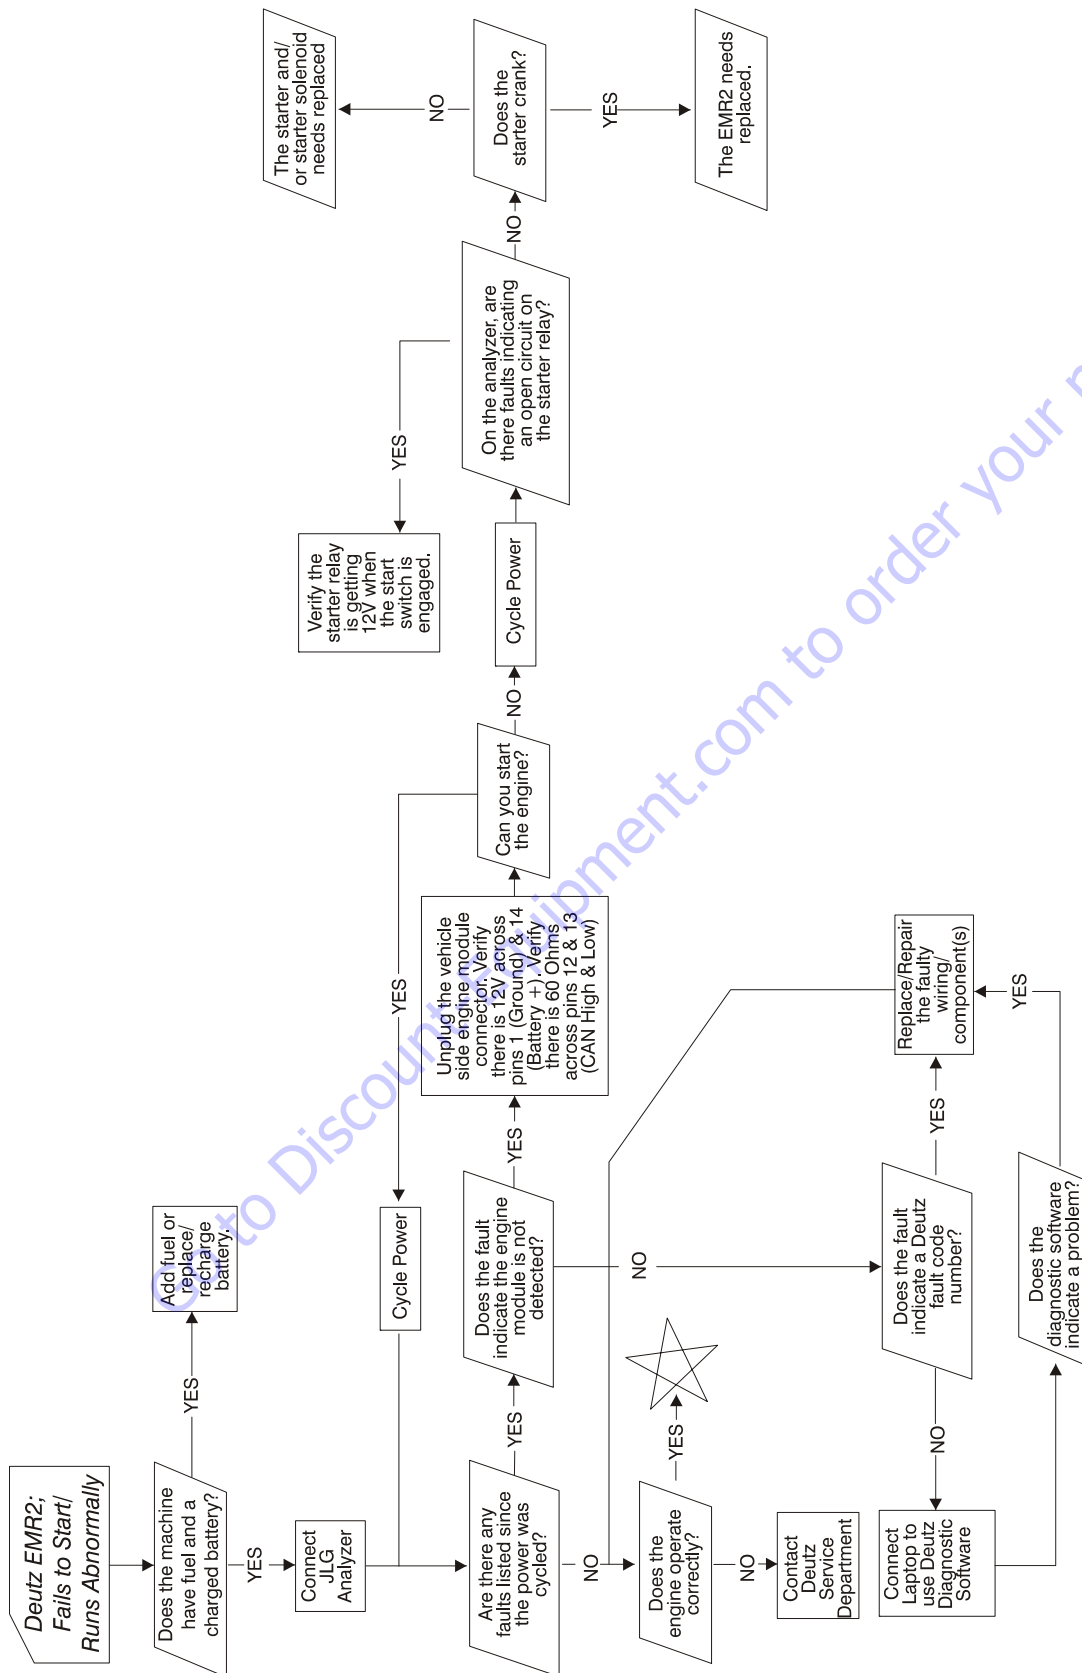 Deutz EMR2;
Fails to Start/
Runs Abnormally
Does the machine
have fuel and a
charged battery?
YES
Add fuel or
replace/
recharge
battery.
YES
Connect
JLG
Analyzer
Cycle Power
YES
Are there any
faults listed since
the power was
cycled?
YES
Does the fault
indicate the engine
module is not
detected?
YES
Unplug the vehicle
side engine module
connector. Verify
there is 12V across
pins 1 (Ground) & 14
(Battery +). Verify
there is 60 Ohms
across pins 12 & 13
(CAN High & Low)
Can you start
the engine?
NO
Cycle Power
On the analyzer, are
there faults indicating
an open circuit on
the starter relay?
YES
Verify the
starter relay
is getting
12V when
the start
switch is
engaged.
NO
Does the
starter crank?
NO
The starter and/
or starter solenoid
needs replaced
YES
The EMR2 needs
replaced.
NO
Does the
engine operate
correctly?
YES
NO
Contact
Deutz
Service
Department
NO
Does the fault
indicate a Deutz
fault code
number?
YES
Replace/Repair
the faulty
wiring/
component(s)
NO
Connect
Laptop to
use Deutz
Diagnostic
Software
Does the
diagnostic software
indicate a problem?
YES
Go to Discount-Equipment.com to order your